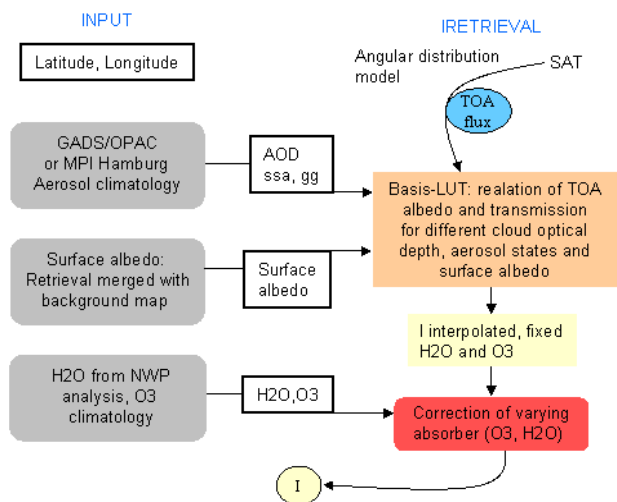 INPUT
IRETRIEVAL
Latitude, Longitude
Angular distribution
model
SAT
TOA
flux
GADS/OPAC
or MPI Hamburg
Aerosol climatology
AOD
ssa, gg
Basis-LUT: realation of TOA
albedo and transmission
for different cloud optical
depth, aerosol states and
surface albedo
Surface albedo:
Retrieval merged with
background map
Surface
albedo
I interpolated, fixed
H2O and O3
H2O from NWP
analysis, O3
climatology
H2O,O3
Correction of varying
absorber (O3, H2O)
I